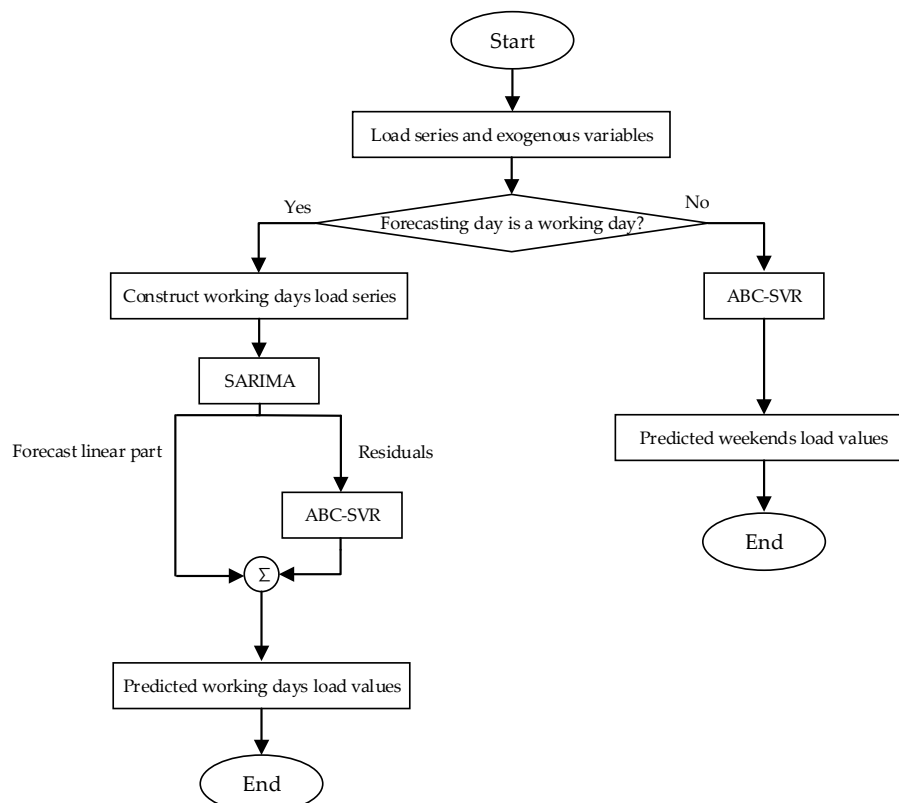 Start
Load series and exogenous variables
Forecasting day is a working day?
Yes
No
Construct working days load series
ABC-SVR
SARIMA
Forecast linear part
Residuals
Predicted weekends load values
ABC-SVR
End
Σ
Predicted working days load values
End